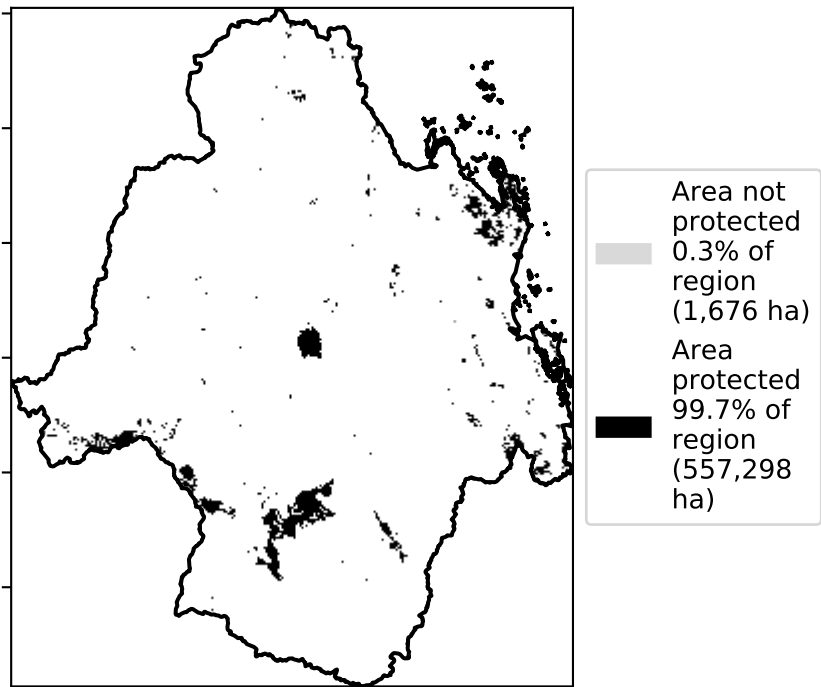 Area not
protected
0.3% of
region
(1,676 ha)
Area
protected
99.7% of
region
(557,298
ha)